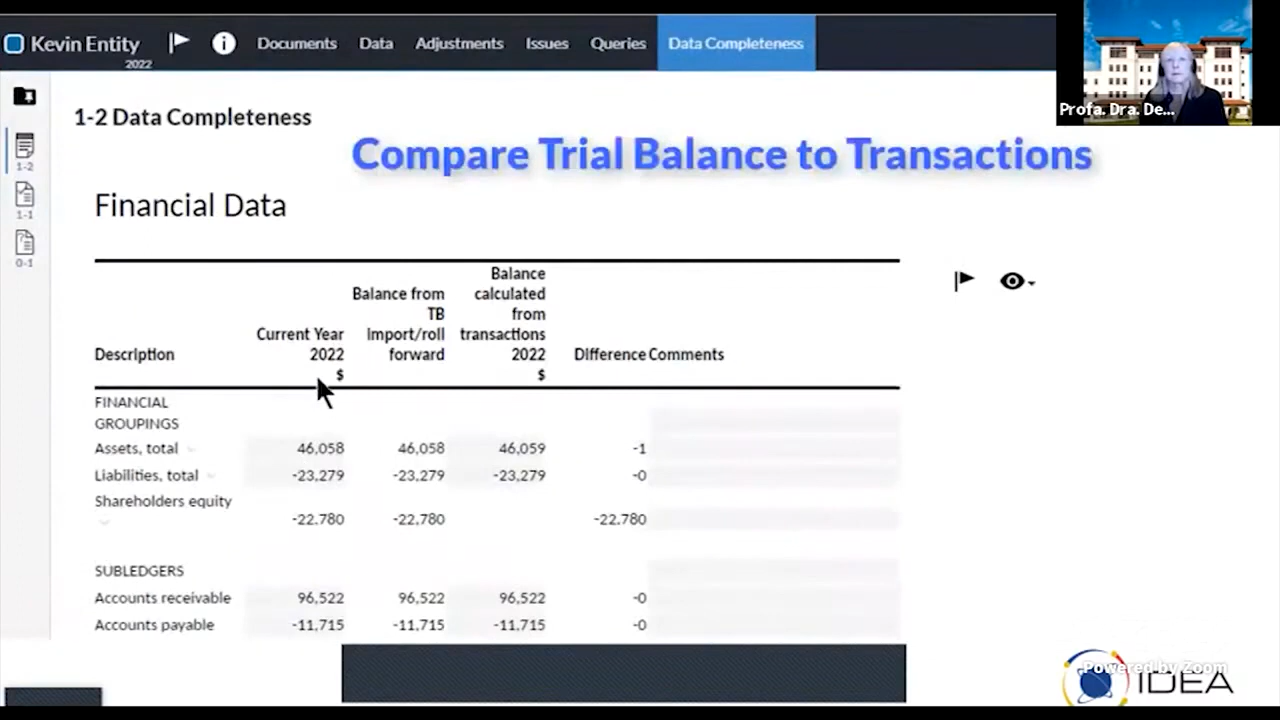 Kevin Entity
2022
Documents
Data
Adjustments
Issues
Queries
Data Completeness
Profa. Dra. De...
1-2
1-1
0-1
1-2 Data Completeness
Compare Trial Balance to Transactions
Financial Data
Description
Current Year
2022
$
Balance from
TB
Import/roll
forward
Balance
calculated
from
transactions
2022
$
Difference
Comments
FINANCIAL
GROUPINGS
Assets, total 46,058 46,058 46,059 -1
Liabilities, total -23,279 -23,279 -23,279 -0
Shareholders equity
-22,780 -22,780 -22,780
SUBLEDGERS
Accounts receivable 96,522 96,522 96,522 -0
Accounts payable -11,715 -11,715 -11,715 -0
Powered by Zoom
IDEA